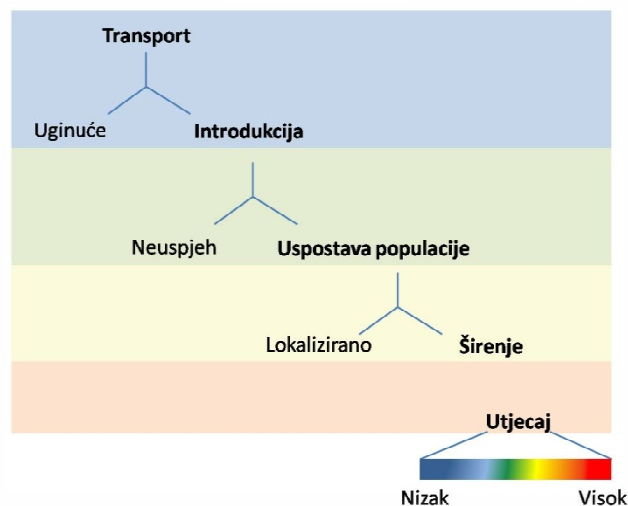 Transport
Uginuće Introdukcija
Neuspjeh Uspostava populacije
Lokalizirano Širenje
Utjecaj
Nizak Visok